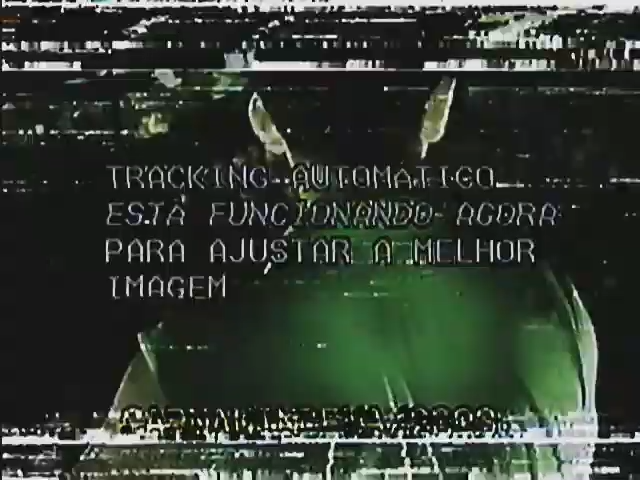 TRACKING AUTOMATICO
ESTÁ FUNCIONANDO AGORA
PARA AJUSTAR A MELHOR
IMAGEM